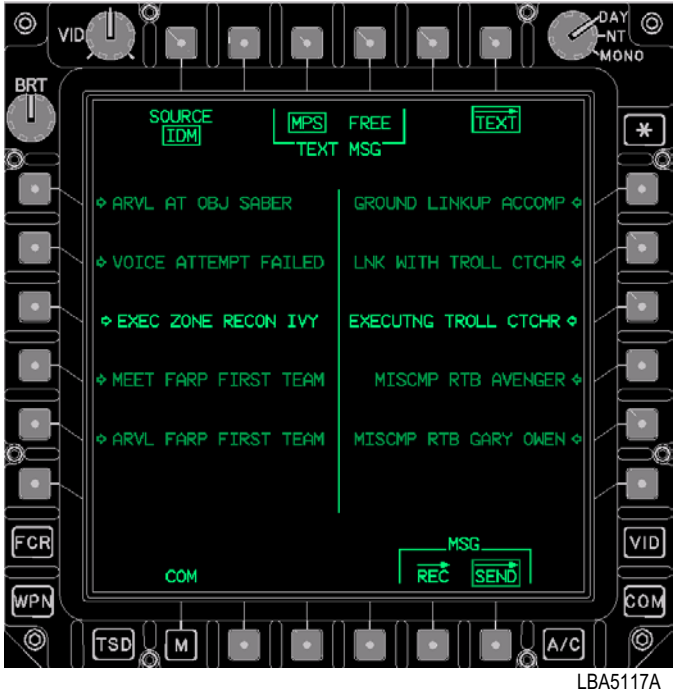 VID
DAY
NT
MONO
BRT
SOURCE
IDM
MPS FREE
TEXT MSG
TEXT
*
ARVL AT OBJ SABER
GROUND LINKUP ACCOMP
VOICE ATTEMPT FAILED
LNK WITH TROLL CTCHR
EXEC ZONE RECON IVY
EXECUTNG TROLL CTCHR
MEET FARP FIRST TEAM
MISCMP RTB AVENGER
ARVL FARP FIRST TEAM
MISCMP RTB GARY OWEN
FCR
MSG
VID
COM
REC SEND
WPN
COM
TSD
M
A/C
LBA5117A